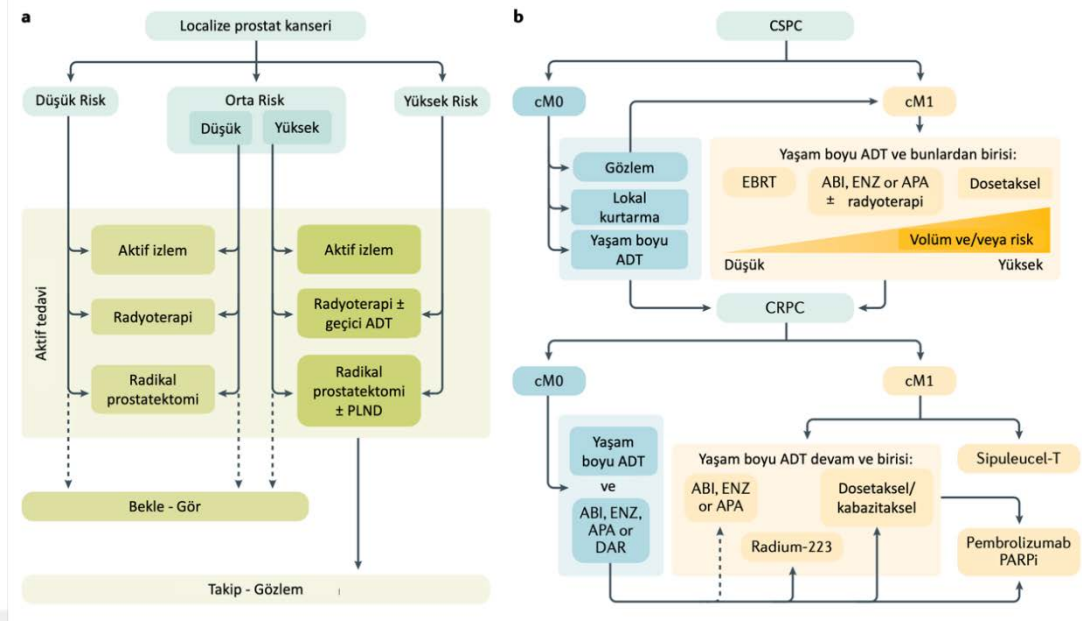 a
Localize prostat kanseri
Düşük Risk
Orta Risk
Düşük
Yüksek
Yüksek Risk
Aktif tedavi
Aktif izlem
Radyoterapi
Radikal
prostatektomi
Aktif izlem
Radyoterapi ±
geçici ADT
Radikal
prostatektomi
± PLND
Bekle - Gör
Takip - Gözlem
b
CSPC
cM0
cM1
Gözlem
Lokal
kurtarma
Yaşam boyu
ADT
Yaşam boyu ADT ve bunlardan birisi:
EBRT
ABI, ENZ or APA
± radyoterapi
Dosetaksel
Volüm ve/veya risk
Düşük
Yüksek
CRPC
cM0
cM1
Yaşam
boyu ADT
ve
ABI, ENZ,
APA or
DAR
Yaşam boyu ADT devam ve birisi:
ABI, ENZ
or APA
Radium-223
Dosetaksel/
kabazitaksel
Sipuleucel-T
Pembrolizumab
PARPi